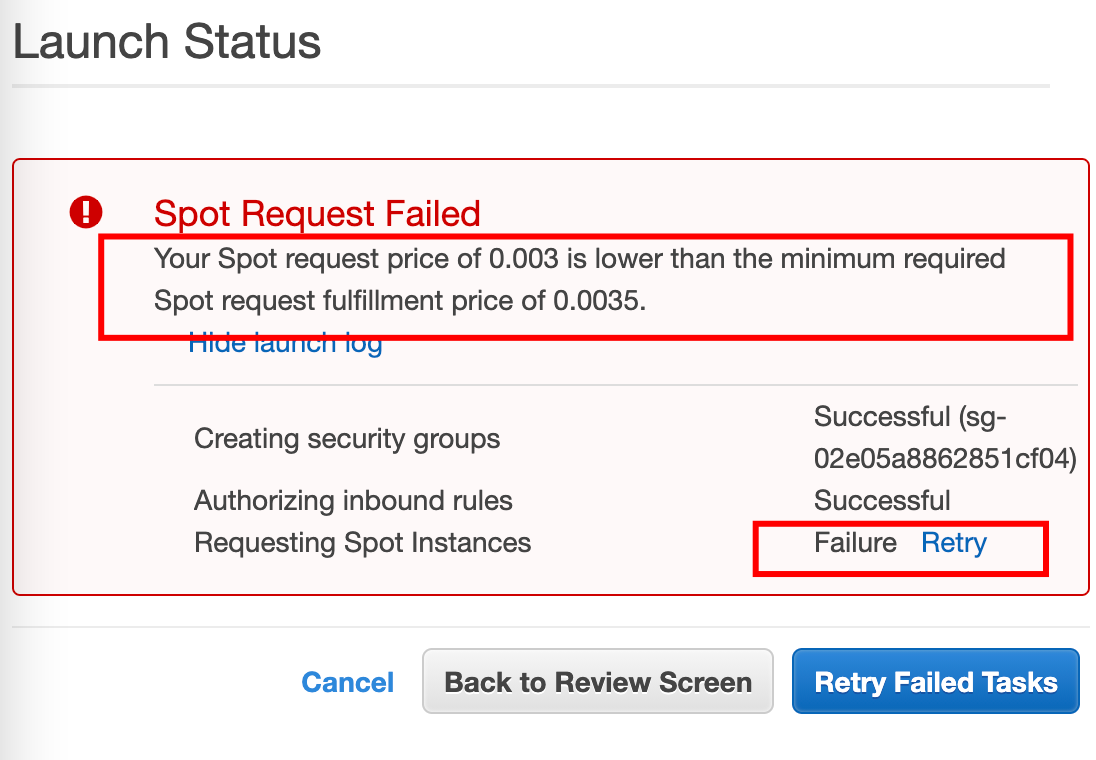 Launch Status
Spot Request Failed
Your Spot request price of 0.003 is lower than the minimum required
Spot request fulfillment price of 0.0035.
Hide launch log
Creating security groups
Successful (sg-
02e05a8862851cf04)
Authorizing inbound rules
Successful
Requesting Spot Instances
Failure Retry
Cancel
Back to Review Screen
Retry Failed Tasks